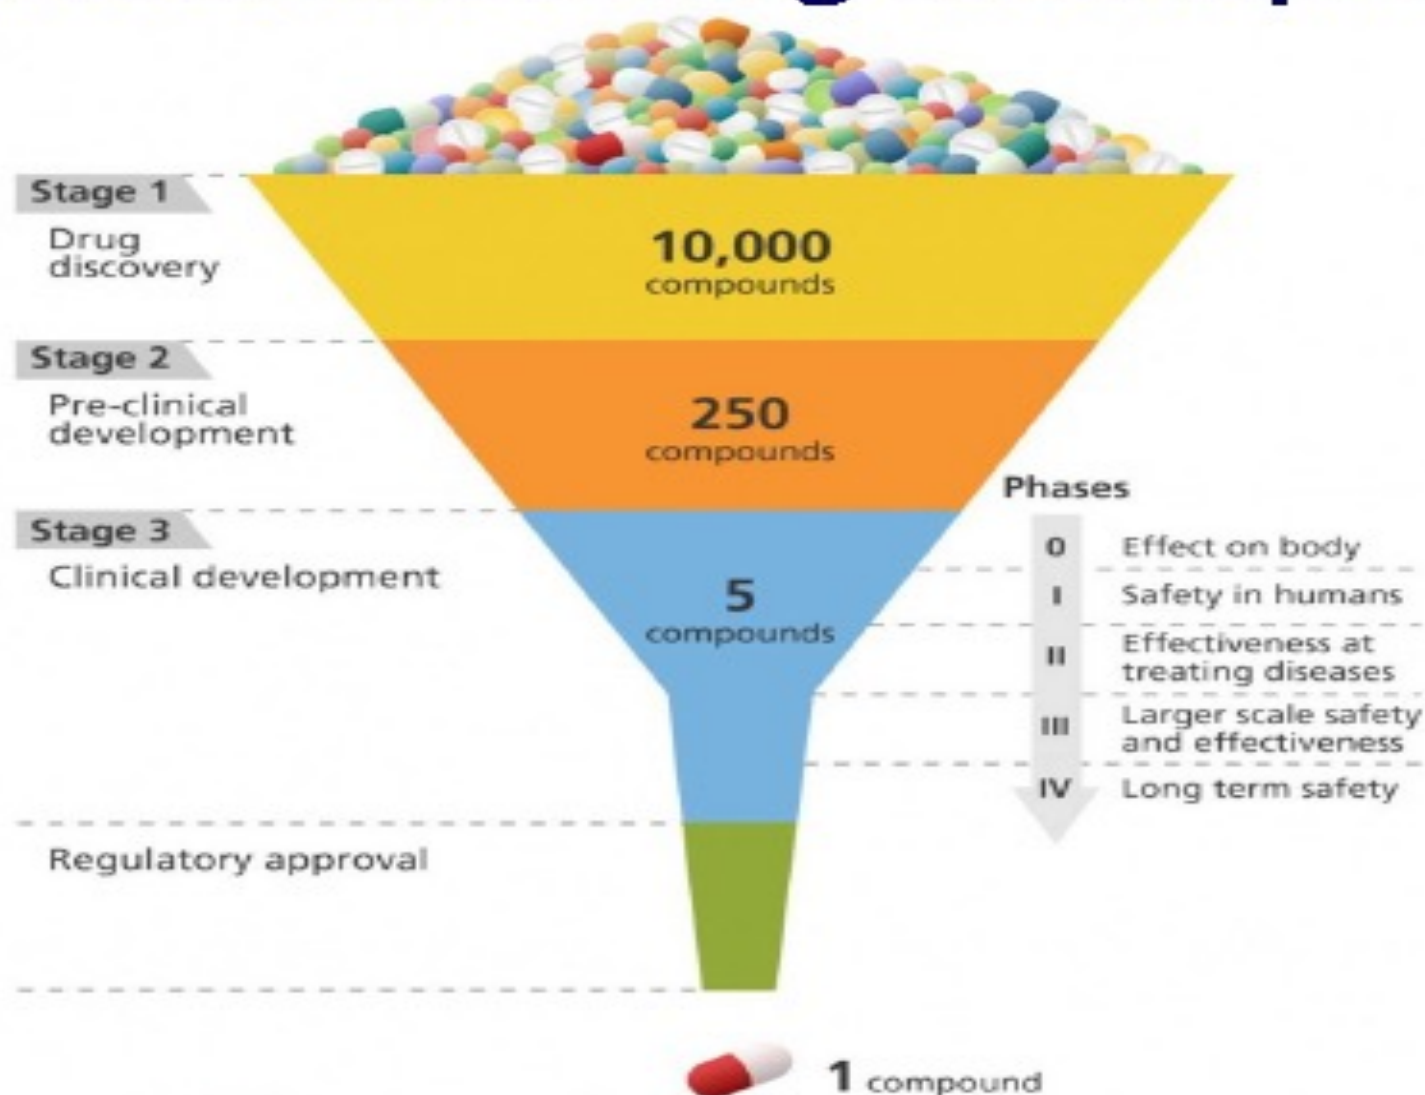 Stage 1
Drug
discovery
10,000
compounds
Stage 2
Pre-clinical
development
250
compounds
Stage 3
Clinical development
5
compounds
Phases
0 Effect on body
I Safety in humans
II Effectiveness at
treating diseases
III Larger scale safety
and effectiveness
IV Long term safety
Regulatory approval
1 compound